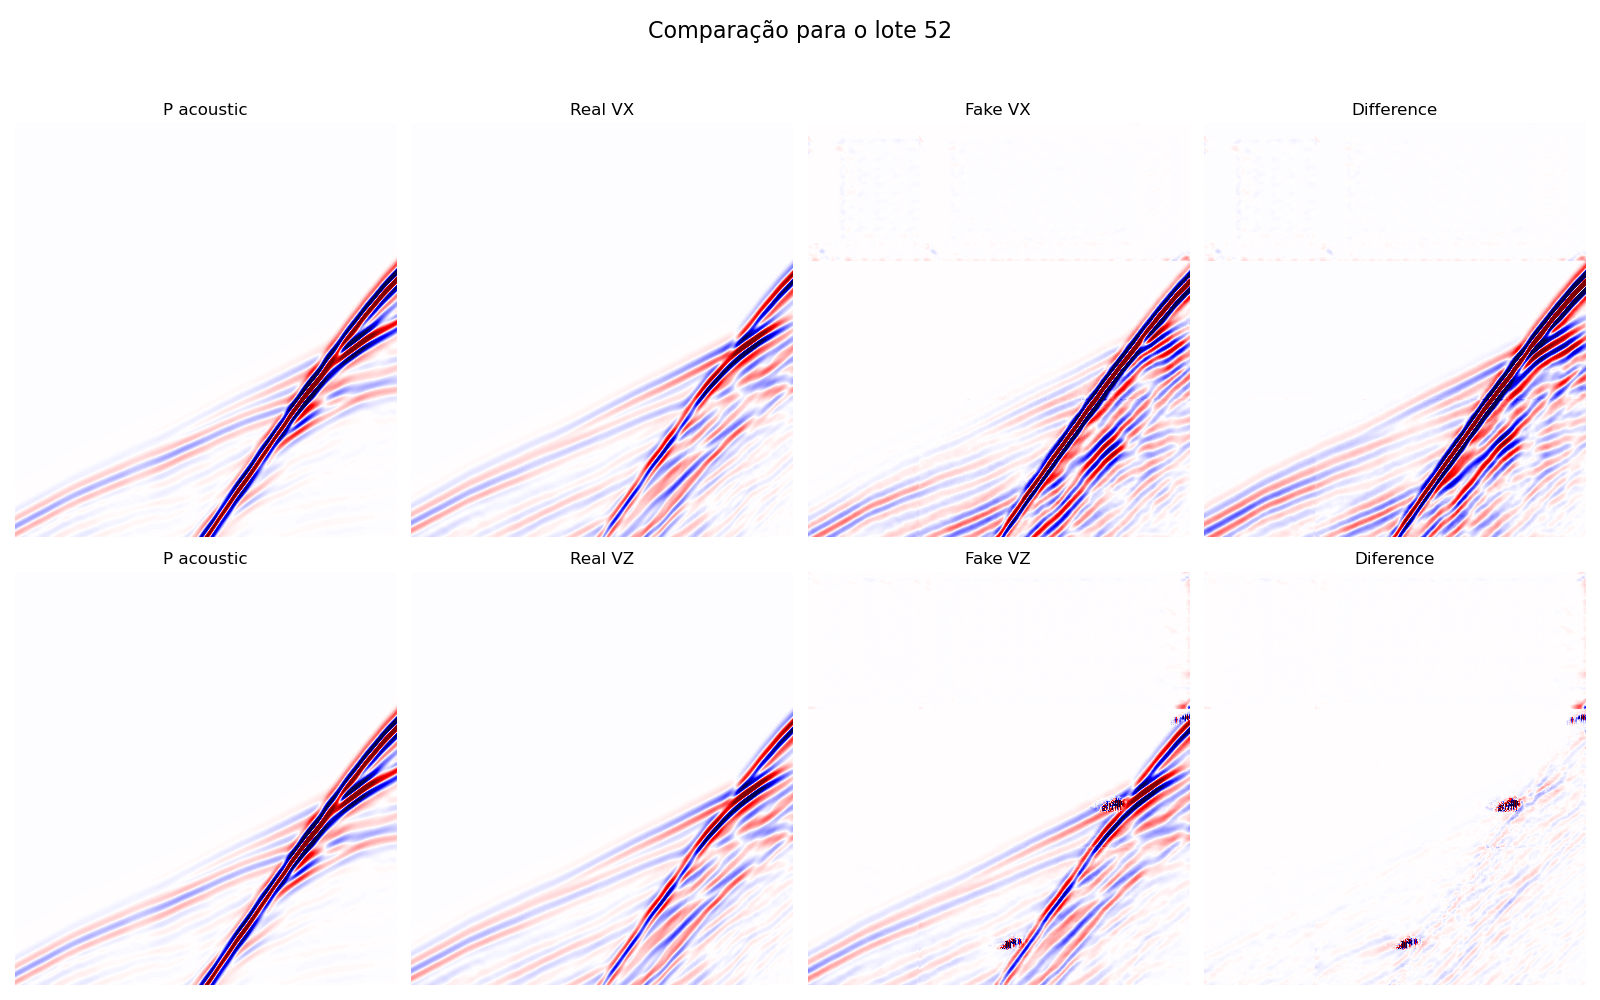 Comparação para o lote 52
P acoustic
Real VX
Fake VX
Difference
P acoustic
Real VZ
Fake VZ
Diference